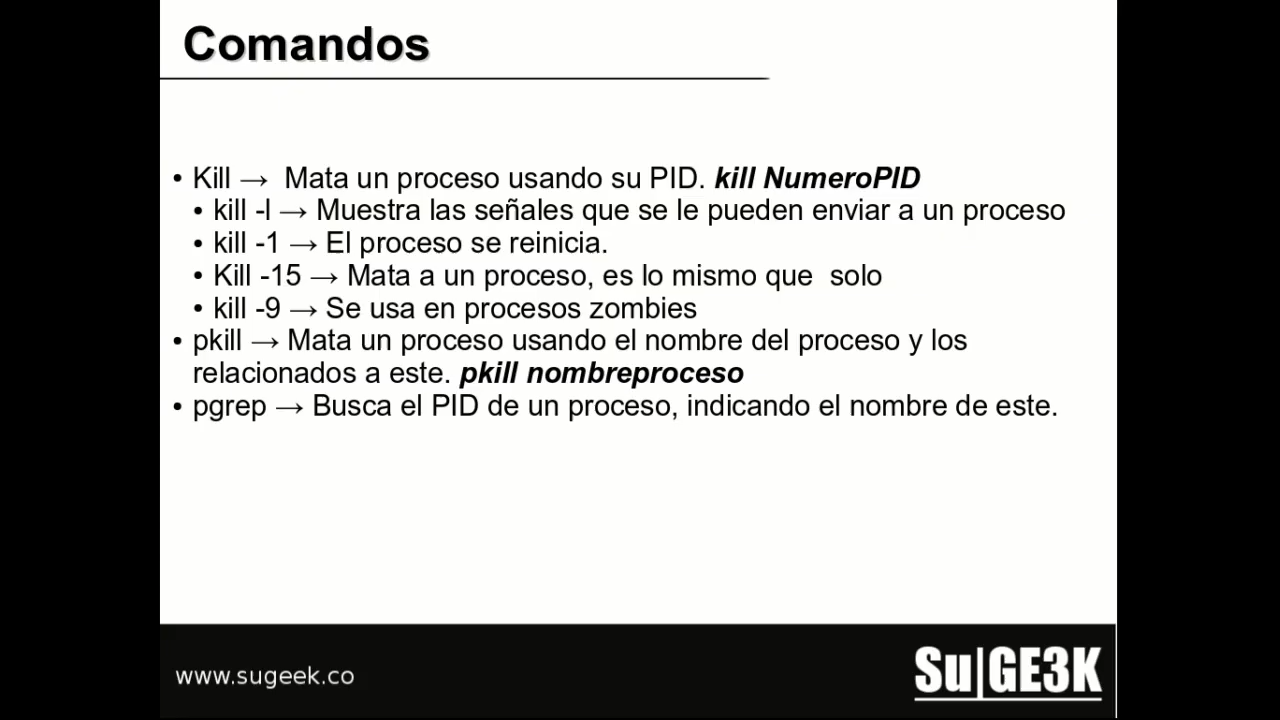 Comandos
• Kill → Mata un proceso usando su PID. kill NumeroPID
• kill -l → Muestra las señales que se le pueden enviar a un proceso
• kill -1 → El proceso se reinicia.
• Kill -15 → Mata a un proceso, es lo mismo que solo
• kill -9 → Se usa en procesos zombies
• pkill → Mata un proceso usando el nombre del proceso y los
relacionados a este. pkill nombreproceso
• pgrep → Busca el PID de un proceso, indicando el nombre de este.
www.sugeek.co
Su|GE3K